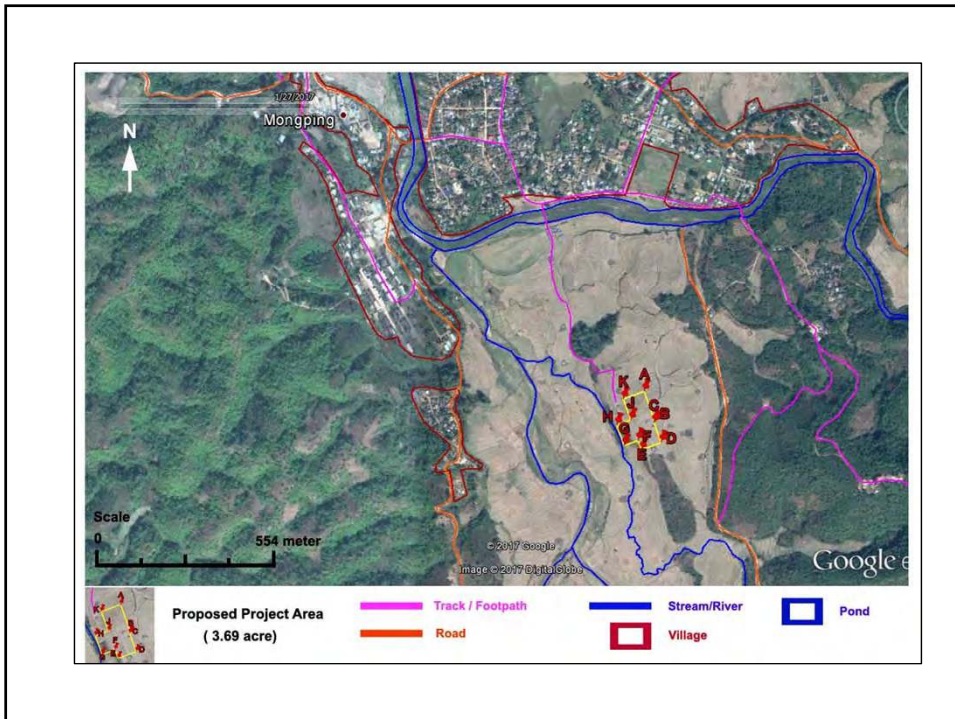 1/27/2017
Mongping
N
K A
J C B
H
G F D
E
Scale
0 554 meter
© 2017 Google
Image © 2017 DigitalGlobe
Google e
Proposed Project Area
( 3.69 acre)
Track / Footpath
Road
Stream/River
Village
Pond